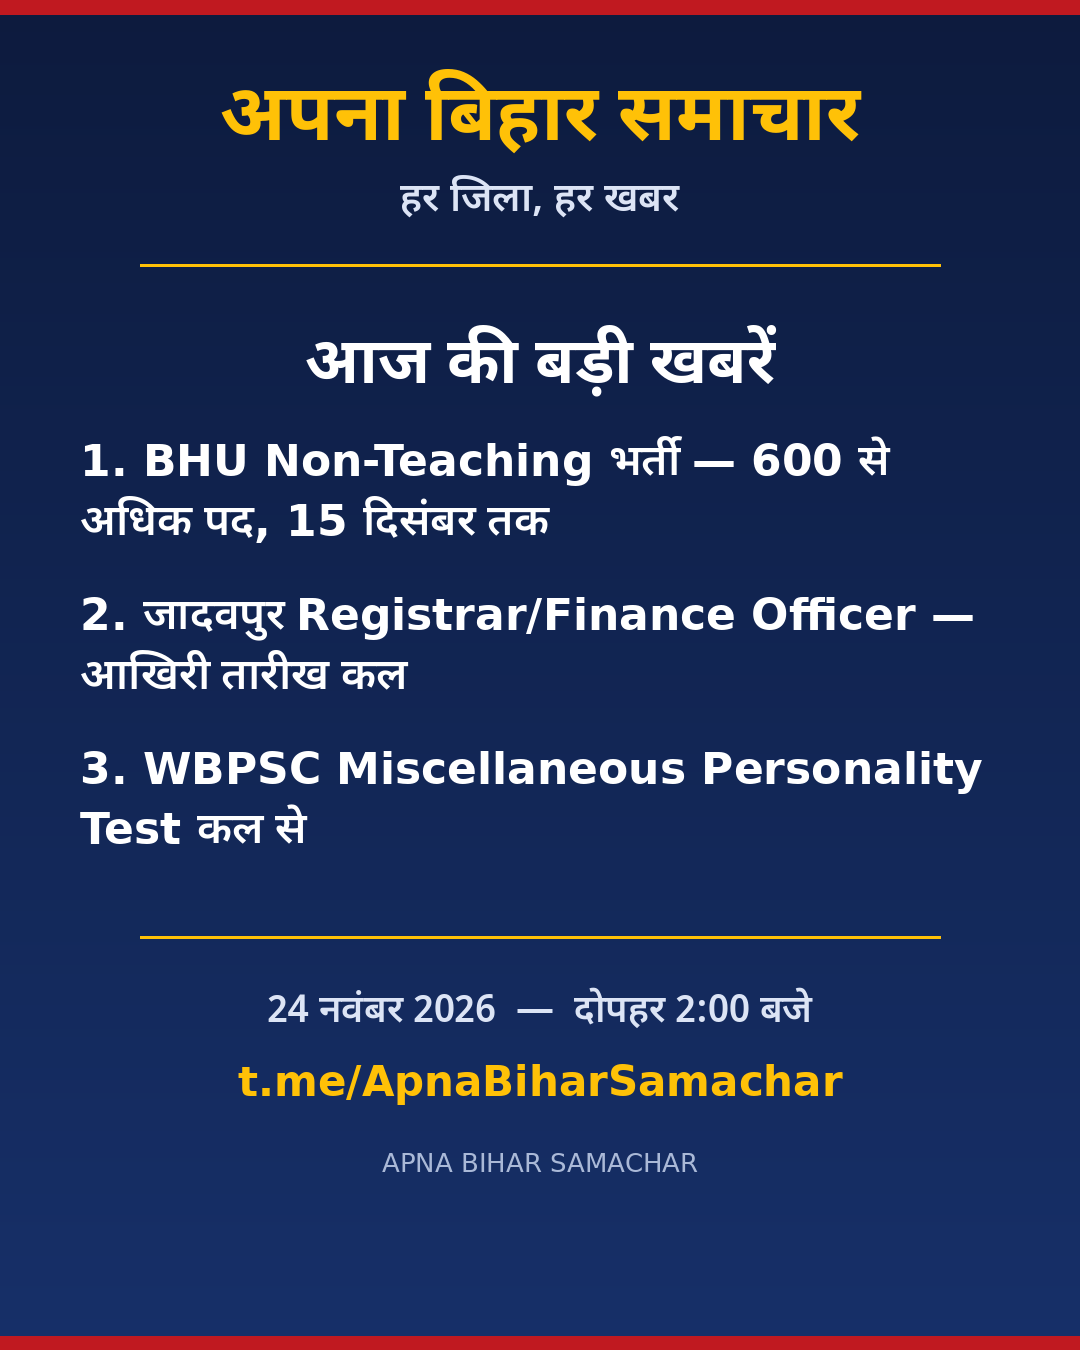 अपना बिहार समाचार
हर जिला, हर खबर
आज की बड़ी खबरें
1. BHU Non-Teaching भर्ती — 600 से
अधिक पद, 15 दिसंबर तक
2. जादवपुर Registrar/Finance Officer —
आखिरी तारीख कल
3. WBPSC Miscellaneous Personality
Test कल से
24 नवंबर 2026 — दोपहर 2:00 बजे
t.me/ApnaBiharSamachar
APNA BIHAR SAMACHAR